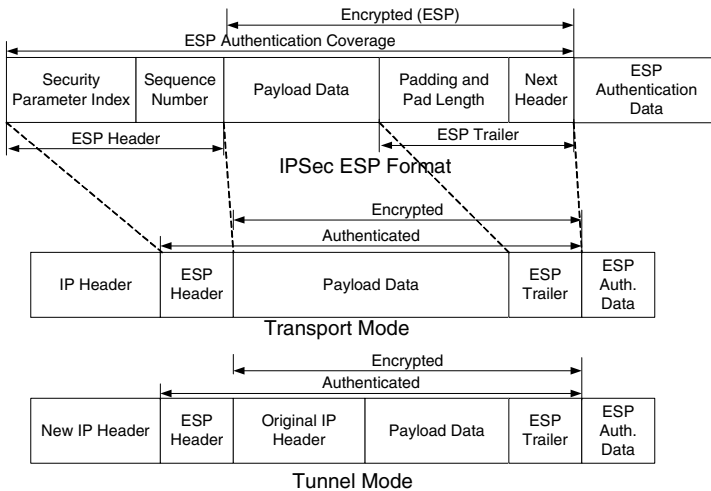 Encrypted (ESP)
ESP Authentication Coverage
Security
Parameter Index
Sequence
Number
Payload Data
Padding and
Pad Length
Next
Header
ESP
Authentication
Data
ESP Header
ESP Trailer
IPSec ESP Format
Encrypted
Authenticated
IP Header
ESP
Header
Payload Data
ESP
Trailer
ESP
Auth.
Data
Transport Mode
Encrypted
Authenticated
New IP Header
ESP
Header
Original IP
Header
Payload Data
ESP
Trailer
ESP
Auth.
Data
Tunnel Mode